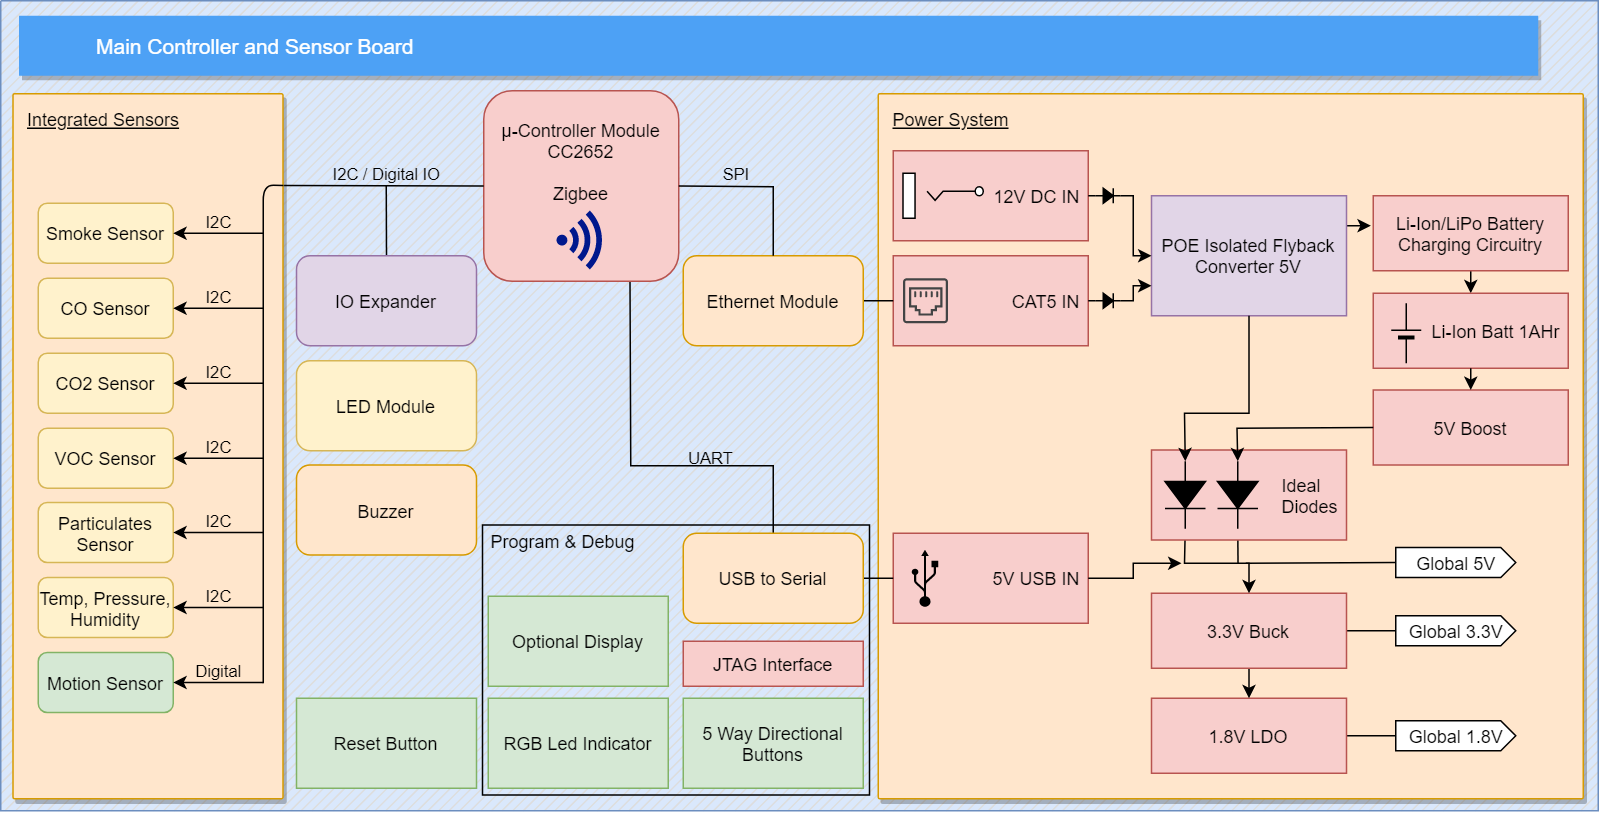 Main Controller and Sensor Board
Integrated Sensors
Smoke Sensor
I2C
CO Sensor
I2C
CO2 Sensor
I2C
VOC Sensor
I2C
Particulates
Sensor
I2C
Temp, Pressure,
Humidity
I2C
Motion Sensor
Digital
I2C / Digital IO
µ-Controller Module
CC2652
Zigbee
SPI
IO Expander
Ethernet Module
LED Module
Buzzer
UART
Program & Debug
USB to Serial
Optional Display
JTAG Interface
Reset Button
RGB Led Indicator
5 Way Directional
Buttons
Power System
12V DC IN
CAT5 IN
POE Isolated Flyback
Converter 5V
Li-Ion/LiPo Battery
Charging Circuitry
Li-Ion Batt 1AHr
5V Boost
Ideal
Diodes
5V USB IN
Global 5V
3.3V Buck
Global 3.3V
1.8V LDO
Global 1.8V